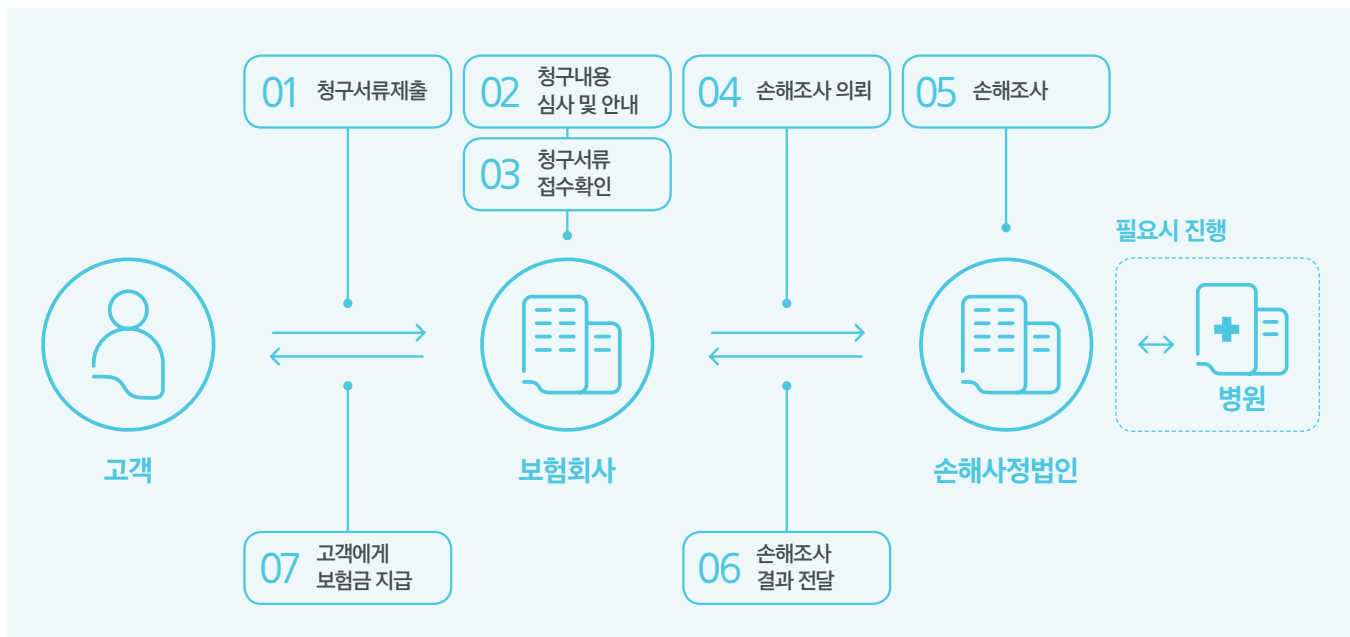 01 청구서류제출
02 청구내용
심사 및 안내
03 청구서류
접수확인
04 손해조사 의뢰
05 손해조사
필요시 진행
병원
고객
보험회사
손해사정법인
07 고객에게
보험금 지급
06 손해조사
결과 전달